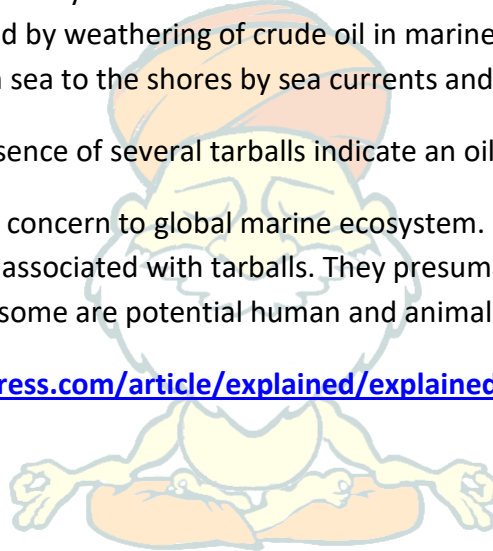 d by weathering of crude oil in marine
sea to the shores by sea currents and
sence of several tarballs indicate an oil
concern to global marine ecosystem.
associated with tarballs. They presum
some are potential human and animal
ress.com/article/explained/explained